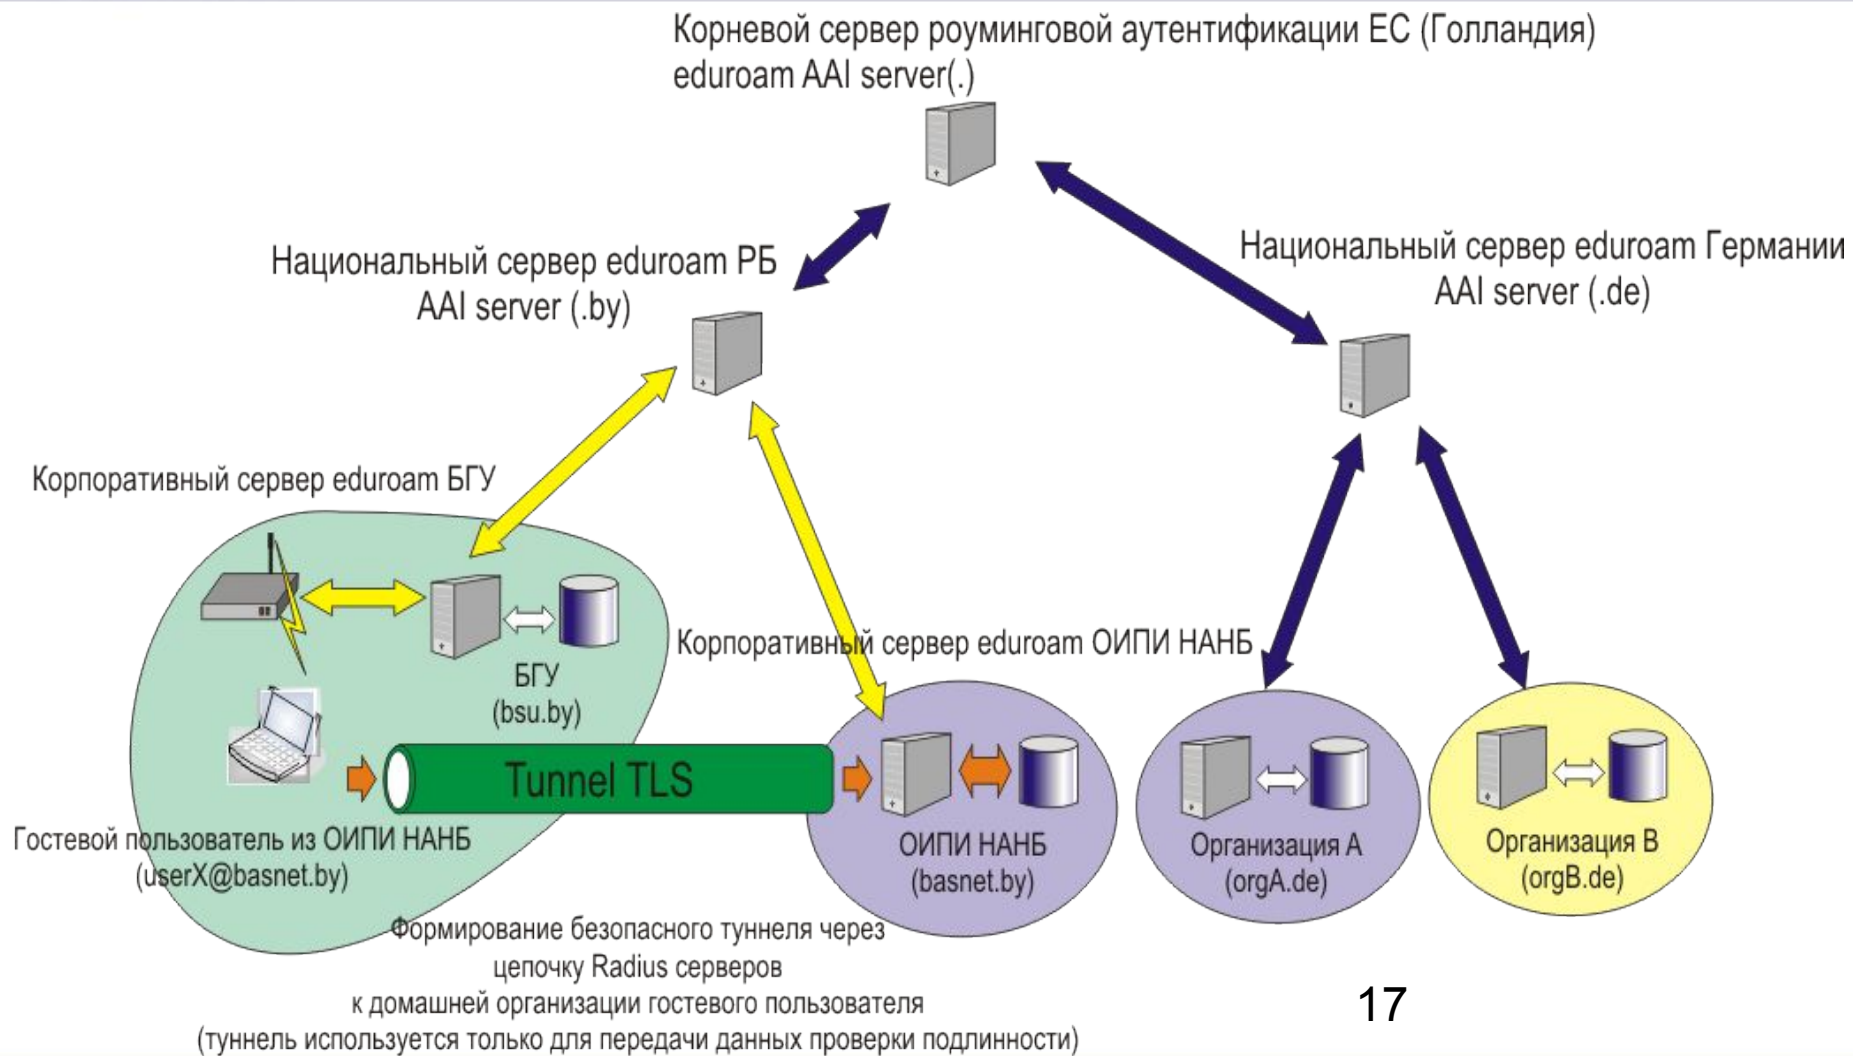 Корневой сервер роуминговой аутентификации ЕС (Голландия)
eduroam AAI server(.)
Национальный сервер eduroam РБ
AAI server (.by)
Национальный сервер eduroam Германии
AAI server (.de)
Корпоративный сервер eduroam БГУ
БГУ
(bsu.by)
Корпоративный сервер eduroam ОИПИ НАНБ
Tunnel TLS
Гостевой пользователь из ОИПИ НАНБ
(userX@basnet.by)
ОИПИ НАНБ
(basnet.by)
Организация А
(orgA.de)
Организация В
(orgB.de)
Формирование безопасного туннеля через
цепочку Radius серверов
к домашней организации гостевого пользователя
(туннель используется только для передачи данных проверки подлинности)
17